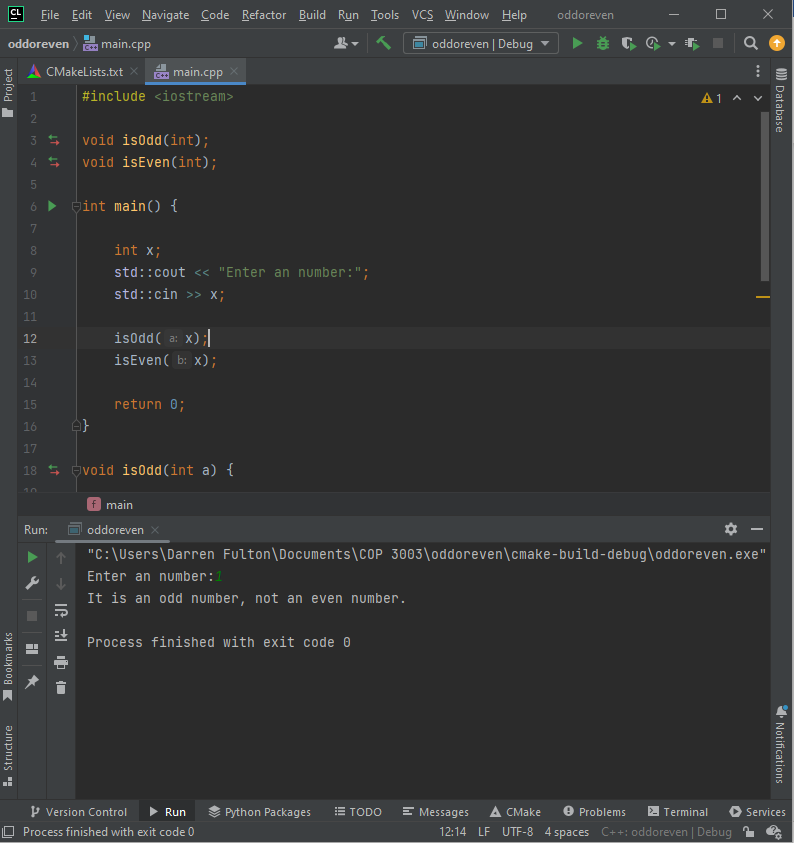 CL File Edit View Navigate Code Refactor Build Run Tools VCS Window Help oddoreven
oddoreven main.cpp oddoreven | Debug
CMakeLists.txt main.cpp
Project
Database
1 #include <iostream>
1
2
3 void isOdd(int);
4 void isEven(int);
5
6 int main() {
7
8 int x;
9 std::cout << "Enter an number:";
10 std::cin >> x;
11
12 isOdd( a: x);
13 isEven( b: x);
14
15 return 0;
16 }
17
18 void isOdd(int a) {
19
f main
Run: oddoreven
"C:\Users\Darren Fulton\Documents\COP 3003\oddoreven\cmake-build-debug\oddoreven.exe"
Enter an number:1
It is an odd number, not an even number.
Process finished with exit code 0
Bookmarks
Structure
Notifications
Version Control Run Python Packages TODO Messages CMake Problems Terminal Services
Process finished with exit code 0 12:14 LF UTF-8 4 spaces C++: oddoreven | Debug